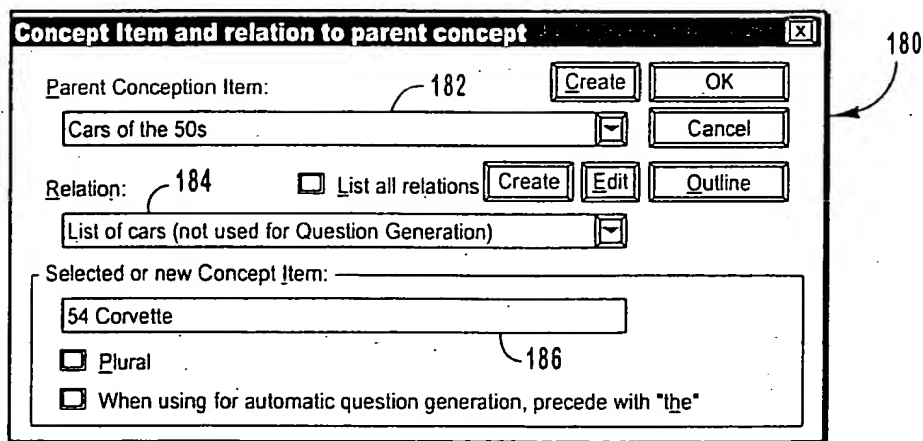 Concept Item and relation to parent concept x
180
Parent Conception Item: 182 Create OK
Cars of the 50s Cancel
Relation: 184 List all relations Create Edit Outline
List of cars (not used for Question Generation)
Selected or new Concept Item:
54 Corvette
Plural 186
When using for automatic question generation, precede with "the"